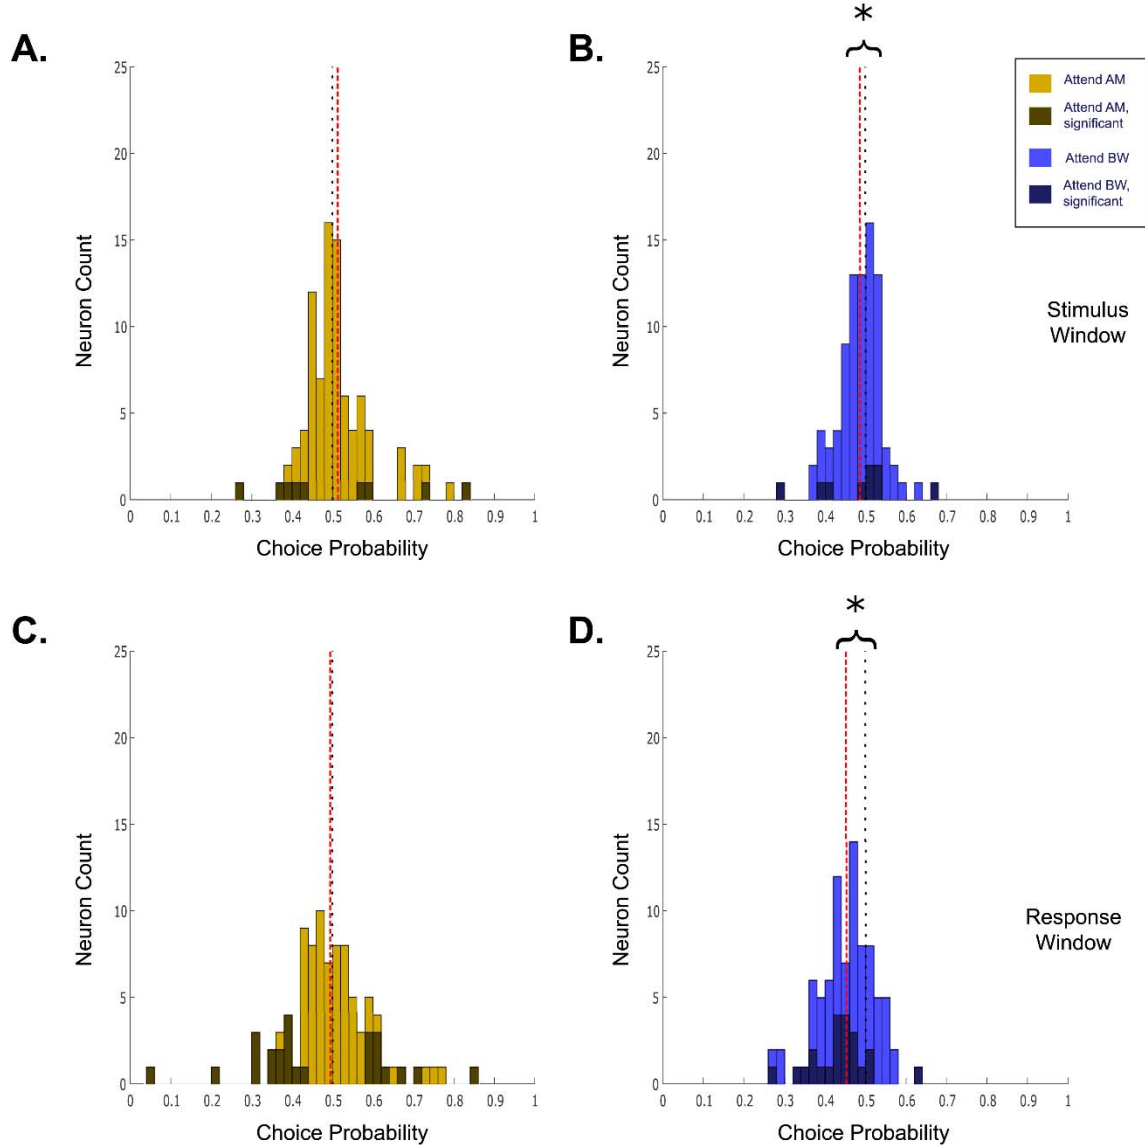 A.
25
20
15
10
5
0
Neuron Count
0 0.1 0.2 0.3 0.4 0.5 0.6 0.7 0.8 0.9 1
Choice Probability
B.
*
25
20
15
10
5
0
Neuron Count
0 0.1 0.2 0.3 0.4 0.5 0.6 0.7 0.8 0.9 1
Choice Probability
Attend AM
Attend AM,
significant
Attend BW
Attend BW,
significant
Stimulus
Window
C.
25
20
15
10
5
0
Neuron Count
0 0.1 0.2 0.3 0.4 0.5 0.6 0.7 0.8 0.9 1
Choice Probability
D.
*
25
20
15
10
5
0
Neuron Count
0 0.1 0.2 0.3 0.4 0.5 0.6 0.7 0.8 0.9 1
Choice Probability
Response
Window